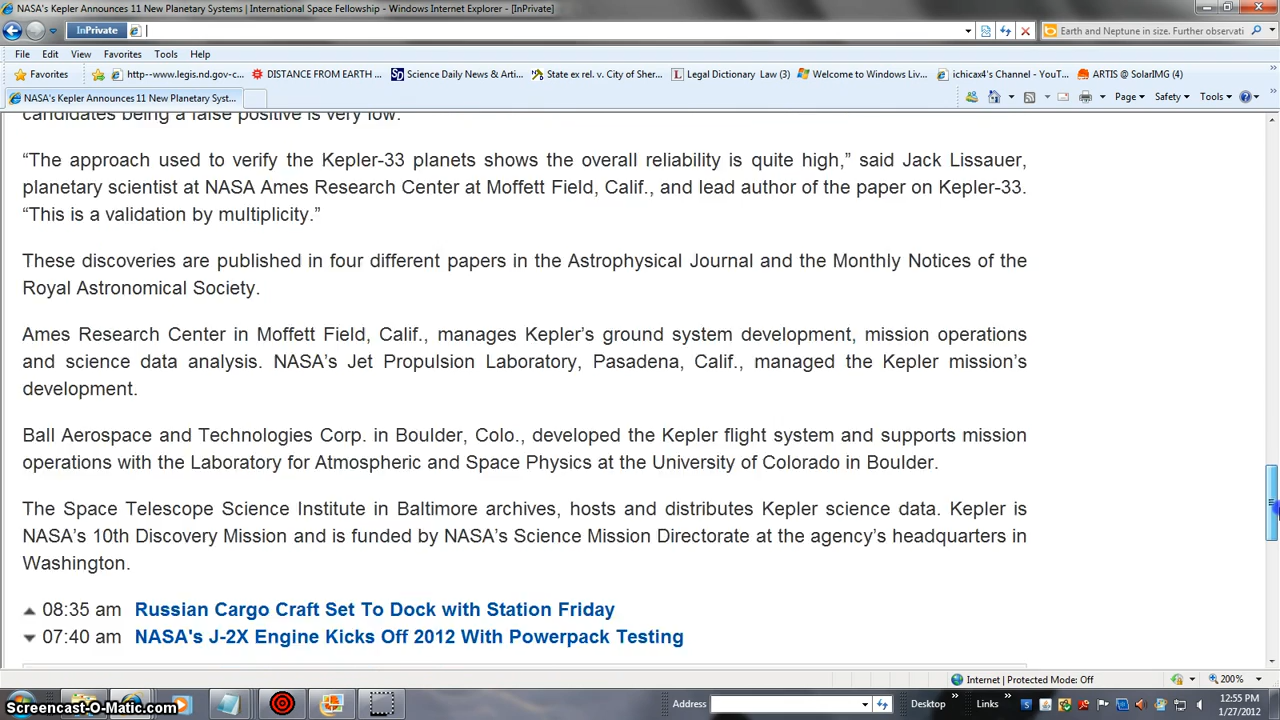 NASA's Kepler Announces 11 New Planetary Systems | International Space Fellowship - Windows Internet Explorer - [InPrivate]
InPrivate
Earth and Neptune in size. Further observati
File Edit View Favorites Tools Help
Favorites http--www.legis.nd.gov-c... DISTANCE FROM EARTH ... Science Daily News & Arti... State ex rel. v. City of Sher... Legal Dictionary Law (3) Welcome to Windows Liv... ichicax4's Channel - YouT... ARTIS @ SolarIMG (4)
NASA's Kepler Announces 11 New Planetary Syst... Page Safety Tools
candidates being a false positive is very low.
“The approach used to verify the Kepler-33 planets shows the overall reliability is quite high,” said Jack Lissauer,
planetary scientist at NASA Ames Research Center at Moffett Field, Calif., and lead author of the paper on Kepler-33.
“This is a validation by multiplicity.”
These discoveries are published in four different papers in the Astrophysical Journal and the Monthly Notices of the
Royal Astronomical Society.
Ames Research Center in Moffett Field, Calif., manages Kepler’s ground system development, mission operations
and science data analysis. NASA’s Jet Propulsion Laboratory, Pasadena, Calif., managed the Kepler mission’s
development.
Ball Aerospace and Technologies Corp. in Boulder, Colo., developed the Kepler flight system and supports mission
operations with the Laboratory for Atmospheric and Space Physics at the University of Colorado in Boulder.
The Space Telescope Science Institute in Baltimore archives, hosts and distributes Kepler science data. Kepler is
NASA’s 10th Discovery Mission and is funded by NASA’s Science Mission Directorate at the agency’s headquarters in
Washington.
08:35 am Russian Cargo Craft Set To Dock with Station Friday
07:40 am NASA's J-2X Engine Kicks Off 2012 With Powerpack Testing
Internet | Protected Mode: Off 200%
Screencast-O-Matic.com Address Desktop » Links » 12:55 PM
1/27/2012